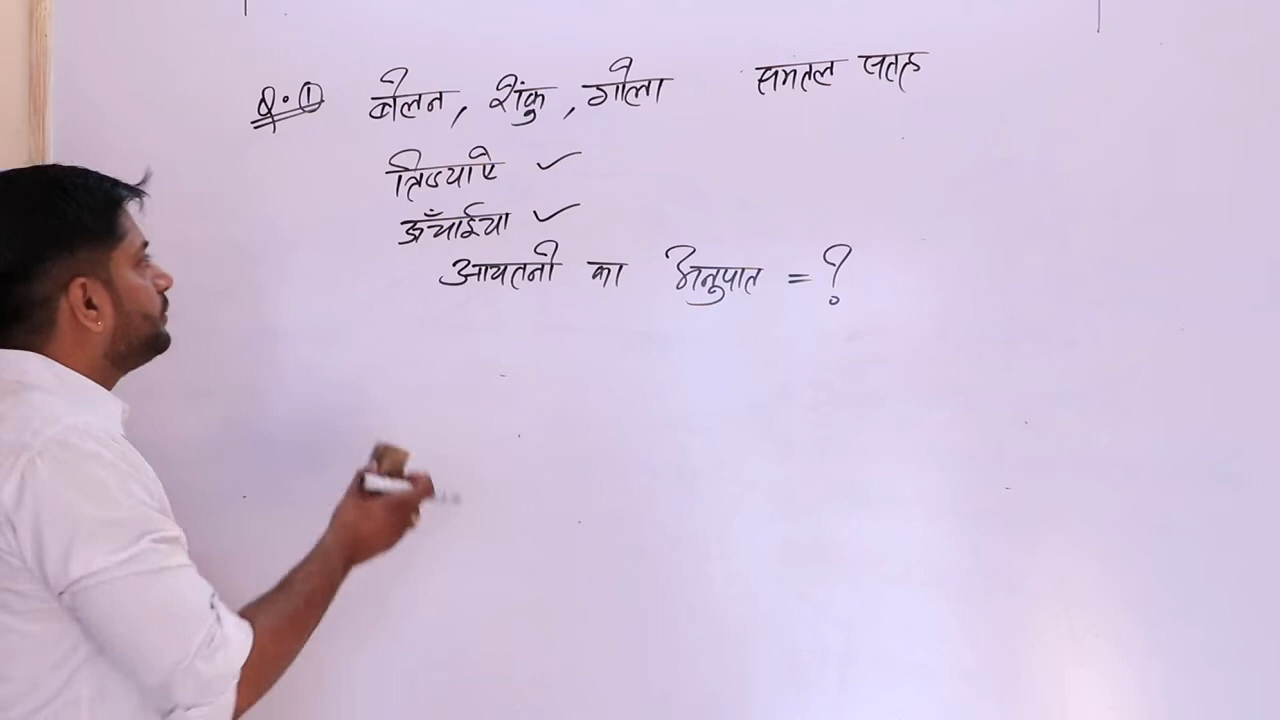 Q.① बेलन, शंकु, गोला समतल सतह
त्रिज्याऐ ✓
ऊँचाईया ✓
आयतनो का अनुपात = ?